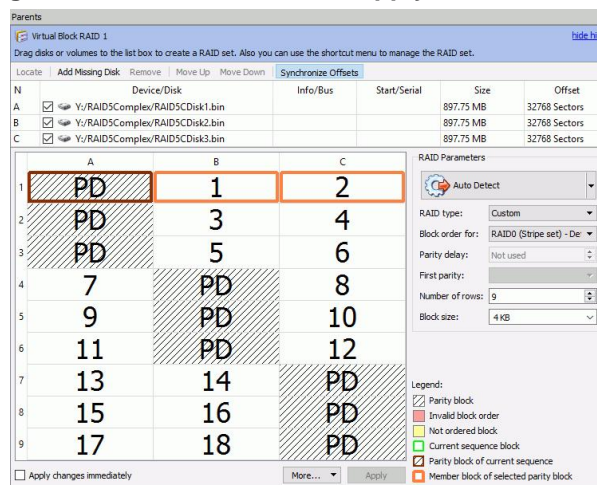 Parents
Virtual Block RAID 1 hide hi
Drag disks or volumes to the list box to create a RAID set. Also you can use the shortcut menu to manage the RAID set.
Locate Add Missing Disk Remove Move Up Move Down Synchronize Offsets
N Device/Disk Info/Bus Start/Serial Size Offset
A Y:/RAID5Complex/RAID5CDisk1.bin 897.75 MB 32768 Sectors
B Y:/RAID5Complex/RAID5CDisk2.bin 897.75 MB 32768 Sectors
C Y:/RAID5Complex/RAID5CDisk3.bin 897.75 MB 32768 Sectors
A B C
1 PD 1 2
2 PD 3 4
3 PD 5 6
4 7 PD 8
5 9 PD 10
6 11 PD 12
7 13 14 PD
8 15 16 PD
9 17 18 PD
Apply changes immediately More... Apply
RAID Parameters
Auto Detect
RAID type: Custom
Block order for: RAID0 (Stripe set) - De
Parity delay: Not used
First parity:
Number of rows: 9
Block size: 4 KB
Legend:
Parity block
Invalid block order
Not ordered block
Current sequence block
Parity block of current sequence
Member block of selected parity block